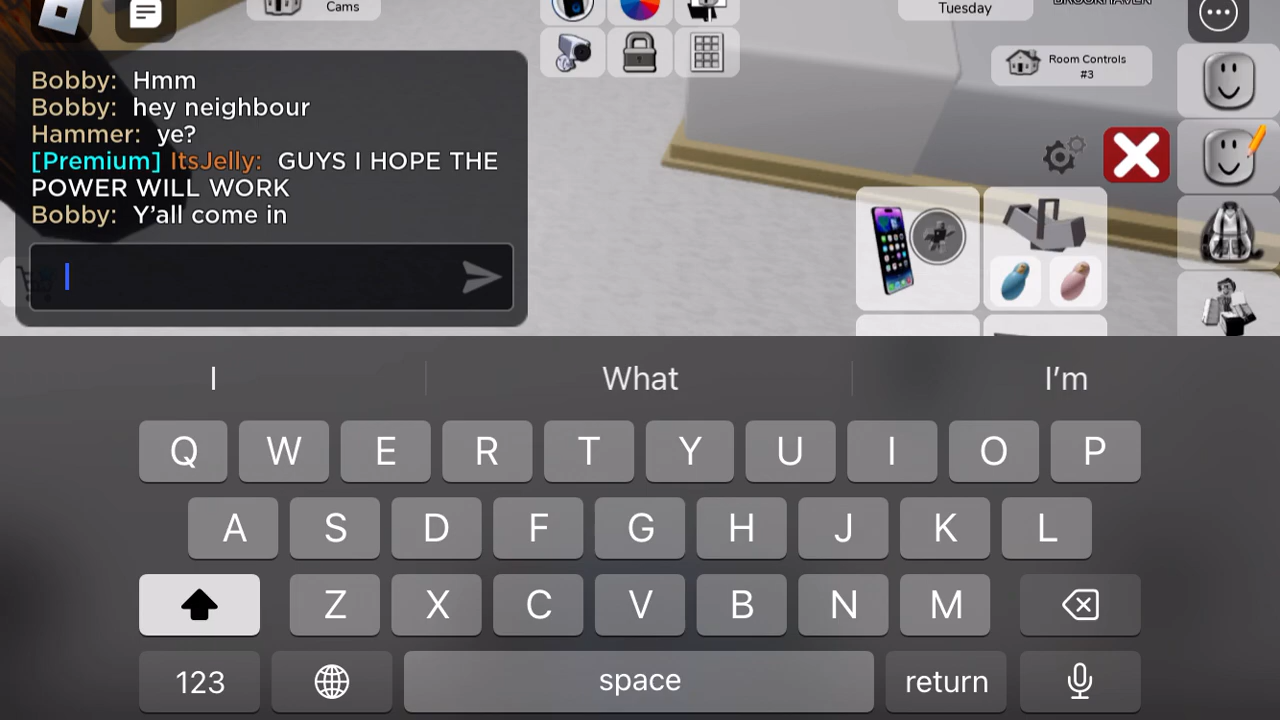 Cams
Tuesday
BROOKHAVEN
Room Controls
#3
Bobby: Hmm
Bobby: hey neighbour
Hammer: ye?
[Premium] ItsJelly: GUYS I HOPE THE
POWER WILL WORK
Bobby: Y’all come in
I What I’m
Q W E R T Y U I O P
A S D F G H J K L
Z X C V B N M
123 space return